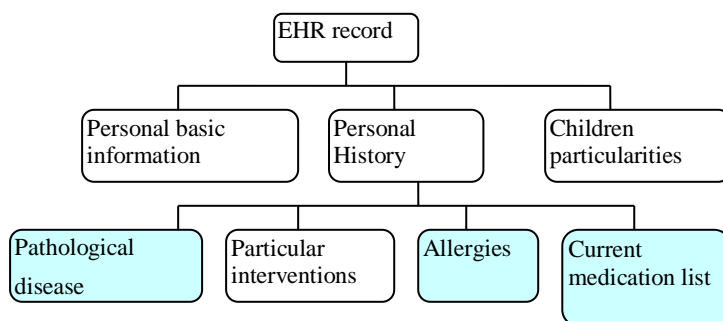 EHR record
Personal basic
information
Personal
History
Children
particularities
Pathological
disease
Particular
interventions
Allergies
Current
medication list